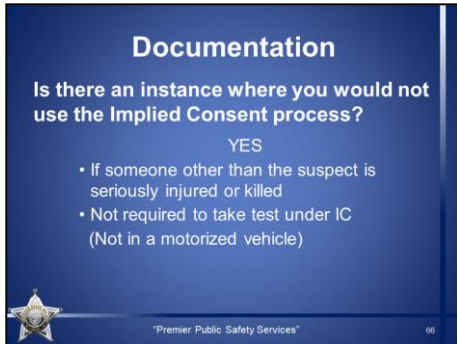 Documentation
Is there an instance where you would not
use the Implied Consent process?
YES
• If someone other than the suspect is
seriously injured or killed
• Not required to take test under IC
(Not in a motorized vehicle)
"Premier Public Safety Services"
66